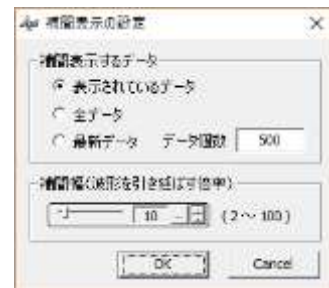 補間表示の設定
補間表示するデータ
表示されているデータ
全データ
最新データ データ個数 500
補間幅(波形を引き延ばす倍率)
10 (2～100)
OK Cancel